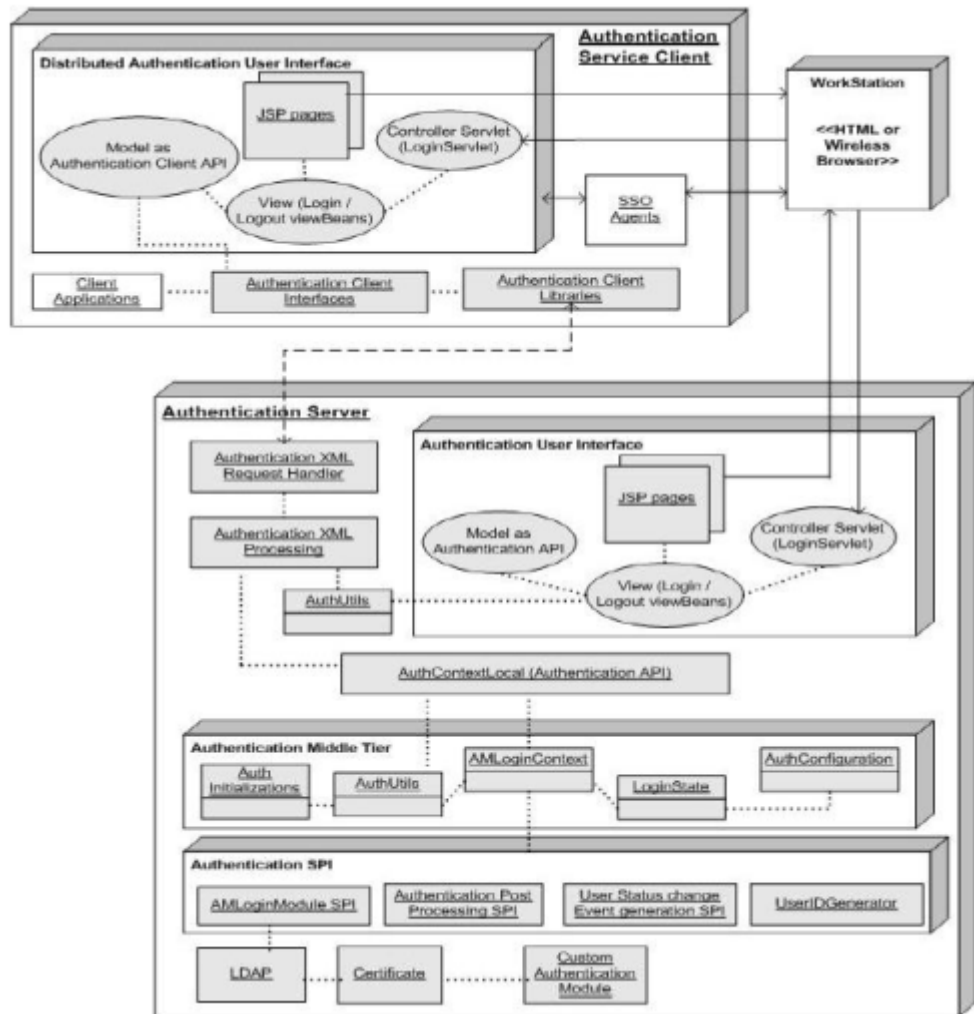 Authentication
Service Client
Distributed Authentication User Interface
JSP pages
Controller Servlet
(LoginServlet)
Model as
Authentication Client API
View (Login /
Logout viewBeans)
WorkStation
<<HTML or
Wireless
Browser>>
SSO
Agents
Client
Applications
Authentication Client
Interfaces
Authentication Client
Libraries
Authentication Server
Authentication XML
Request Handler
Authentication XML
Processing
AuthUtils
Authentication User Interface
JSP pages
Model as
Authentication API
Controller Servlet
(LoginServlet)
View (Login /
Logout viewBeans)
AuthContextLocal (Authentication API)
Authentication Middle Tier
Auth
Initializations
AuthUtils
AMLoginContext
LoginState
AuthConfiguration
Authentication SPI
AMLoginModule SPI
Authentication Post
Processing SPI
User Status change
Event generation SPI
UserIDGenerator
LDAP
Certificate
Custom
Authentication
Module